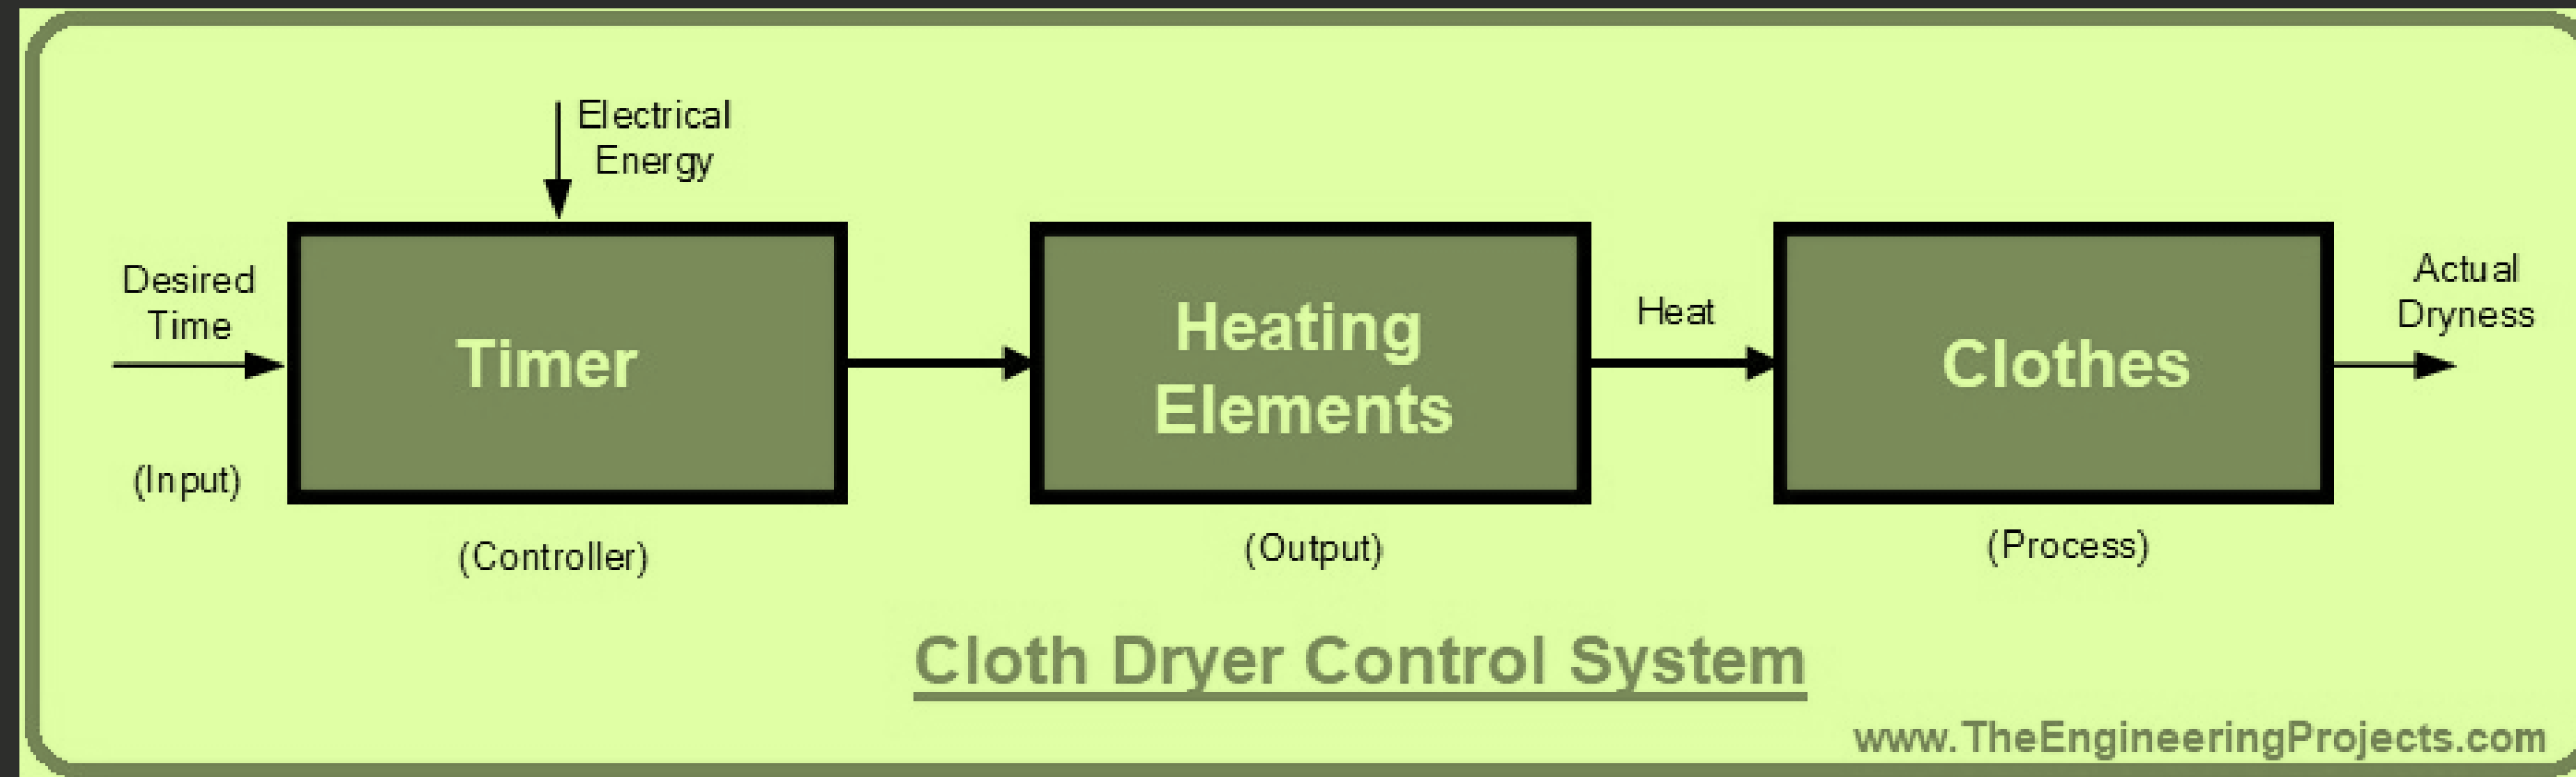 Electrical
Energy
Desired
Time
Timer
Heating
Elements
Heat
Clothes
Actual
Dryness
(Input)
(Controller)
(Output)
(Process)
Cloth Dryer Control System
www.TheEngineeringProjects.com